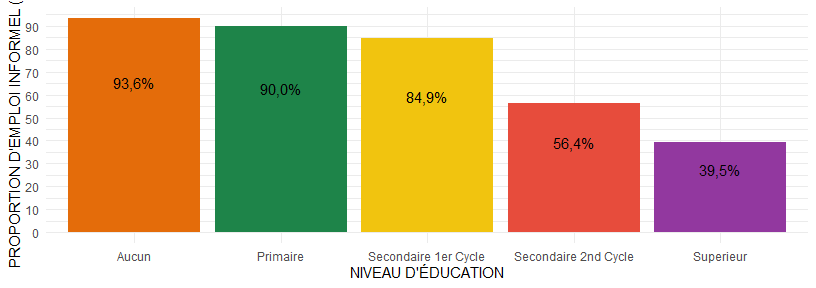 PROPORTION D'EMPLOI INFORMEL (
90
80
70
60
50
40
30
20
10
0
93,6%
90,0%
84,9%
56,4%
39,5%
Aucun
Primaire
Secondaire 1er Cycle
Secondaire 2nd Cycle
Superieur
NIVEAU D'ÉDUCATION